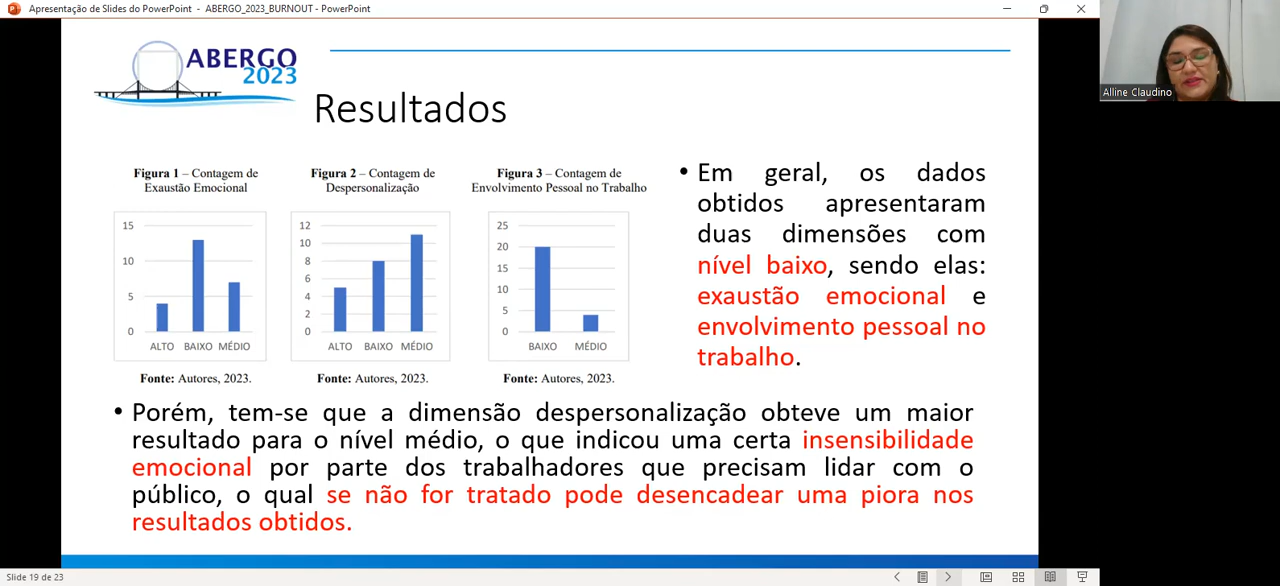 Apresentação de Slides do PowerPoint - ABERGO_2023_BURNOUT - PowerPoint
Alline Claudino
ABERGO
2023
Resultados
Figura 1 – Contagem de
Exaustão Emocional
15
10
5
0
ALTO BAIXO MÉDIO
Fonte: Autores, 2023.
Figura 2 – Contagem de
Despersonalização
12
10
8
6
4
2
0
ALTO BAIXO MÉDIO
Fonte: Autores, 2023.
Figura 3 – Contagem de
Envolvimento Pessoal no Trabalho
25
20
15
10
5
0
BAIXO MÉDIO
Fonte: Autores, 2023.
• Em geral, os dados
obtidos apresentaram
duas dimensões com
nível baixo, sendo elas:
exaustão emocional e
envolvimento pessoal no
trabalho.
• Porém, tem-se que a dimensão despersonalização obteve um maior
resultado para o nível médio, o que indicou uma certa insensibilidade
emocional por parte dos trabalhadores que precisam lidar com o
público, o qual se não for tratado pode desencadear uma piora nos
resultados obtidos.
Slide 19 de 23